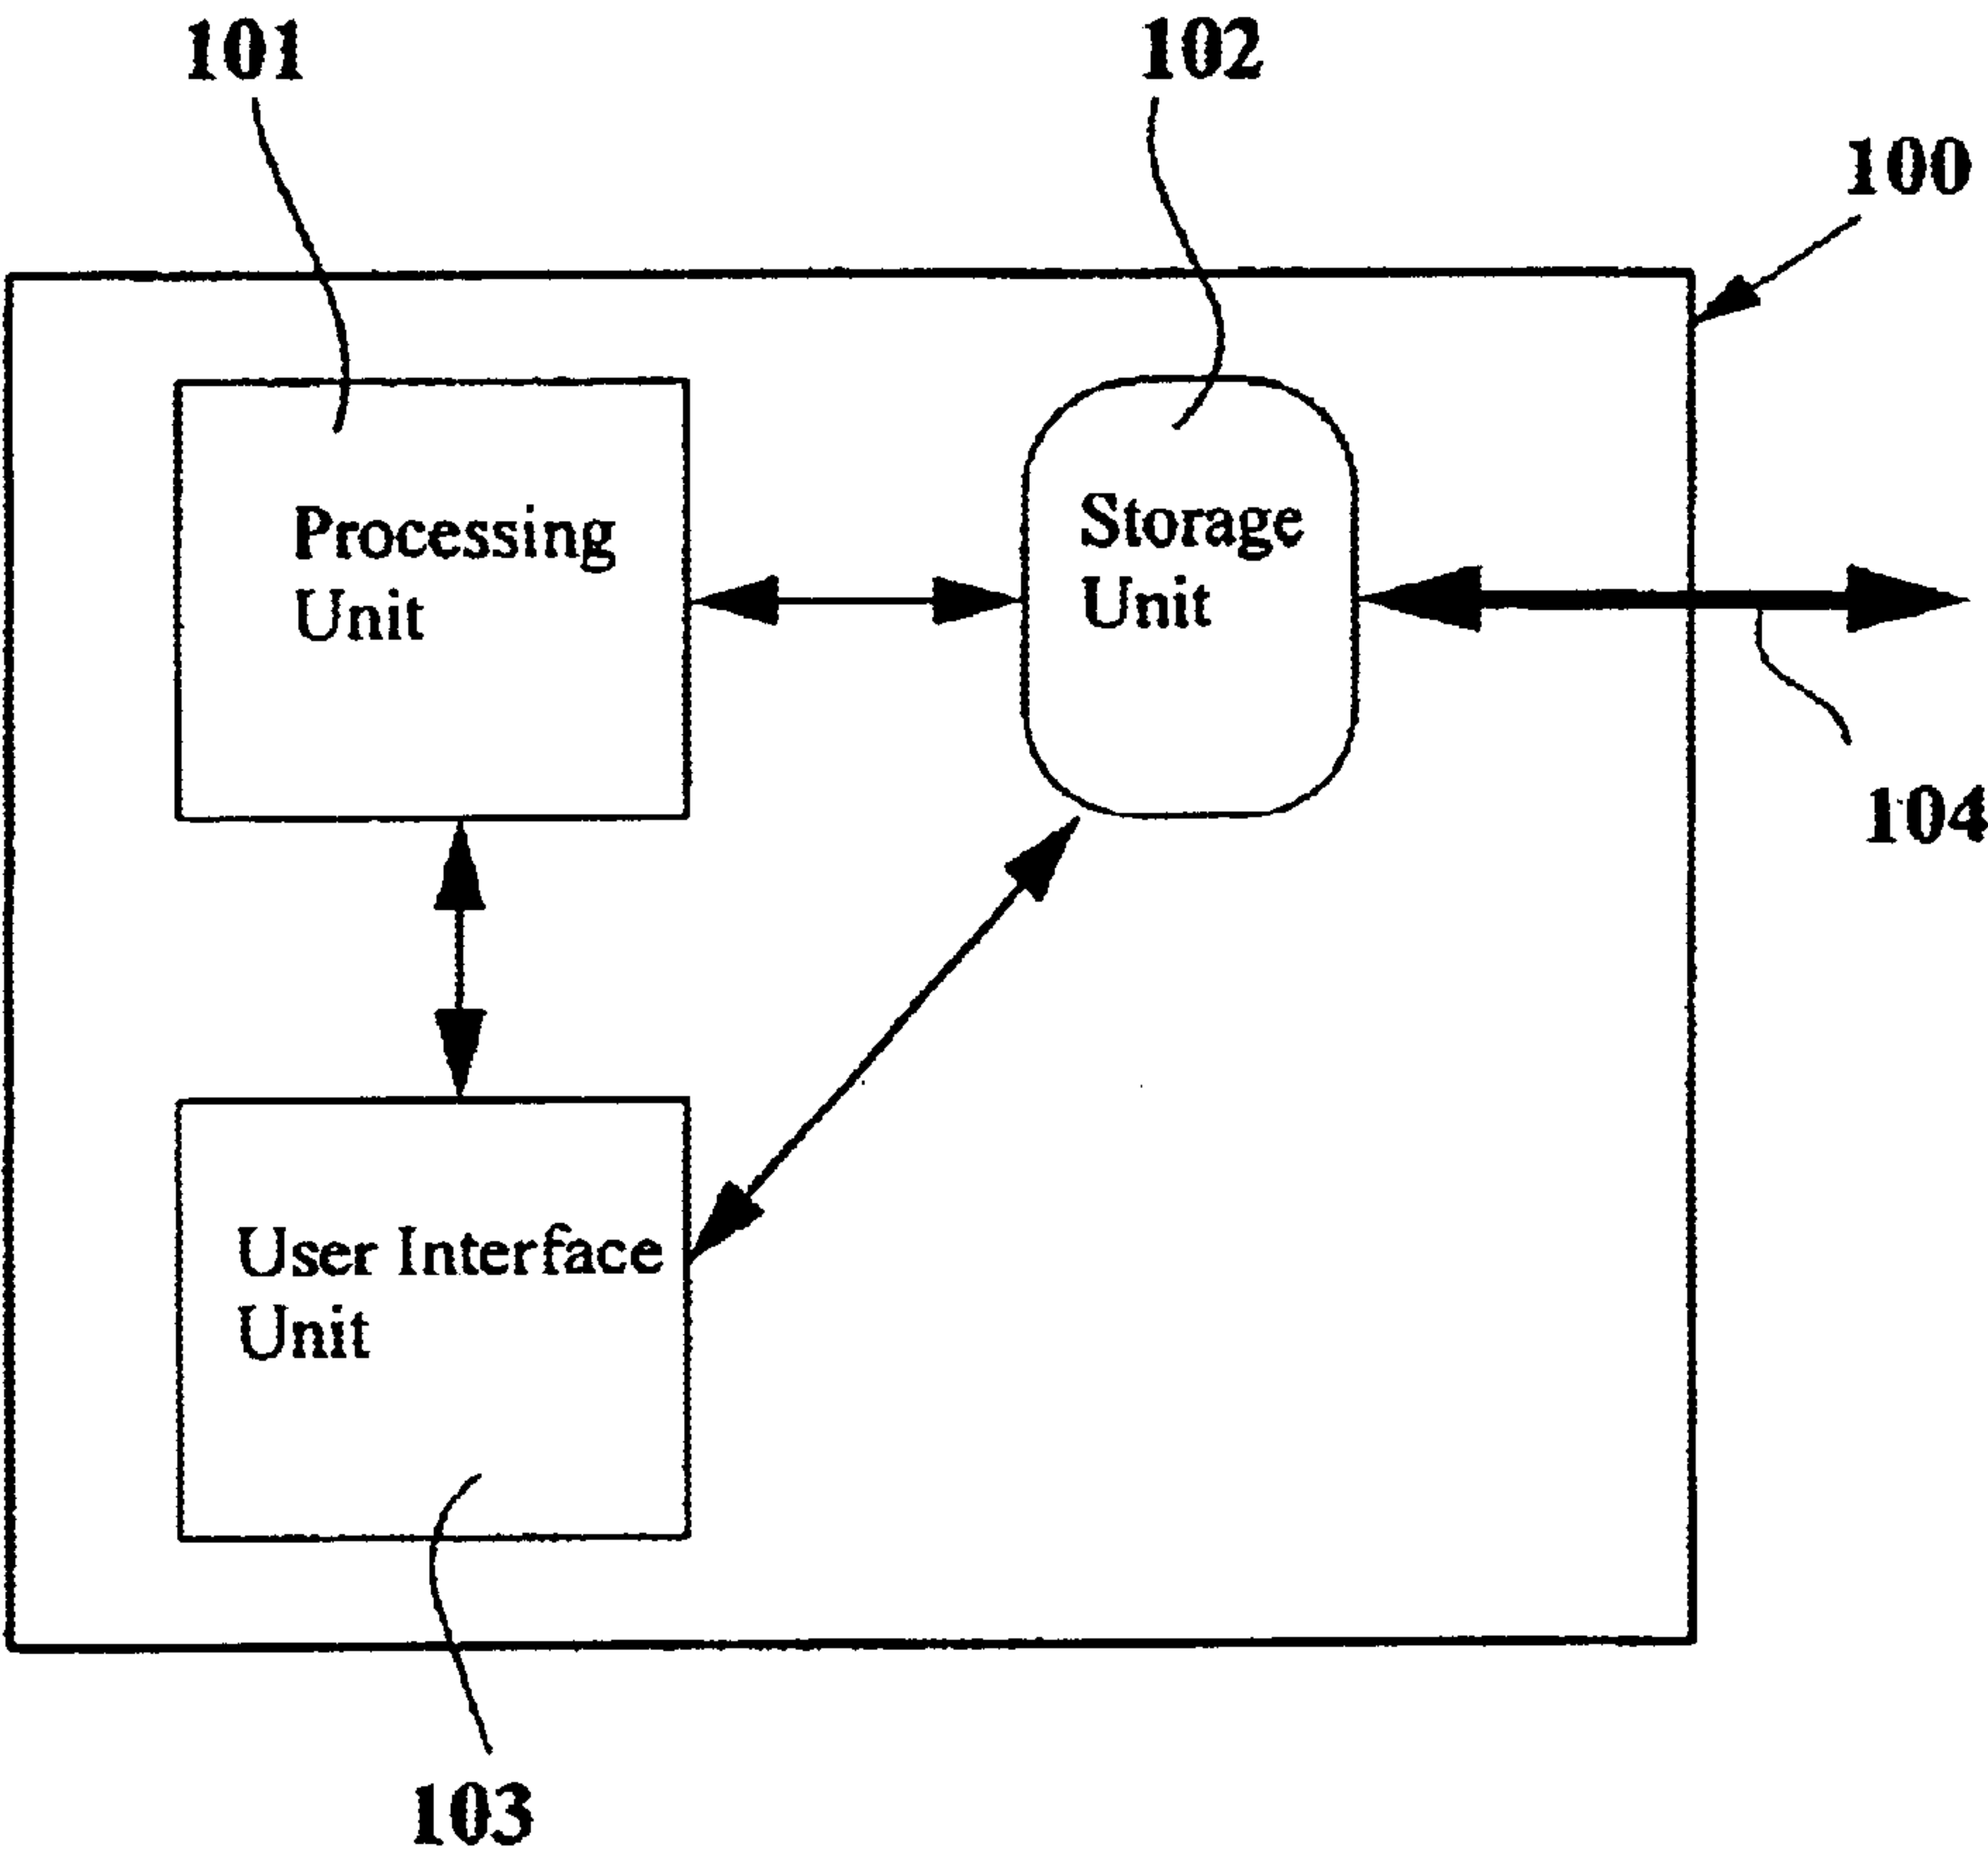 101
102
100
Processing
Unit
Storage
Unit
104
User Interface
Unit
103